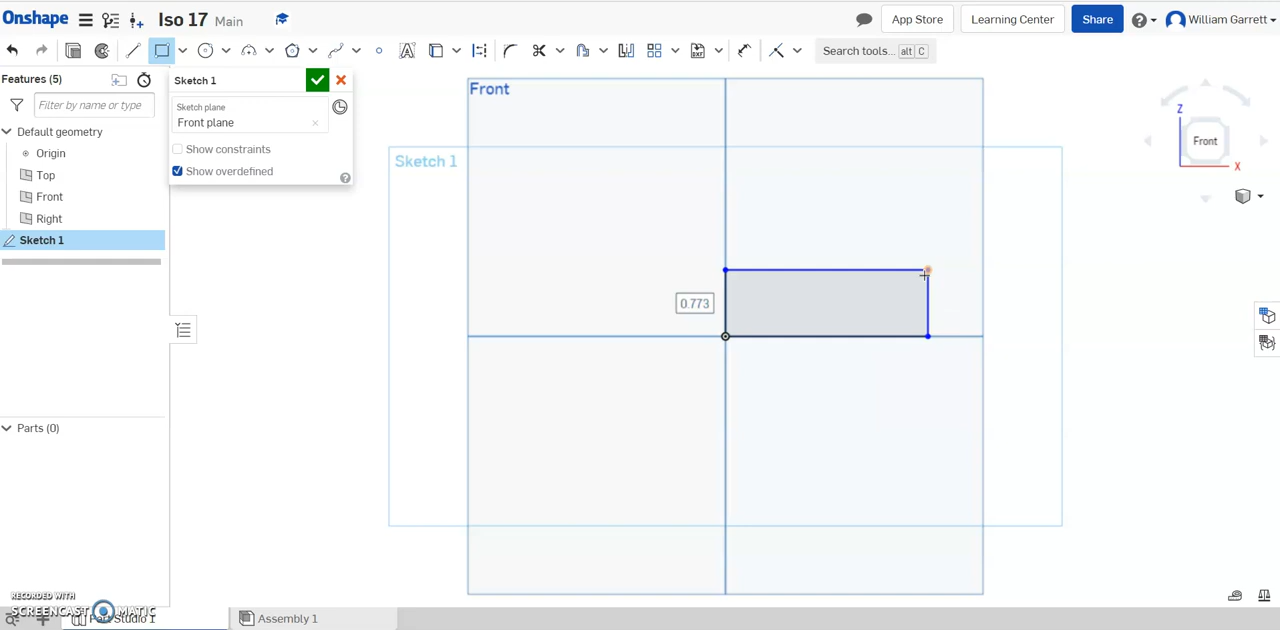 Onshape Iso 17 Main App Store Learning Center Share William Garrett
Search tools... alt C
Features (5)
Filter by name or type
Default geometry
Origin
Top
Front
Right
Sketch 1
Parts (0)
Sketch 1
Sketch plane
Front plane
Show constraints
Show overdefined
Front
Sketch 1
0.773
Z
Front
X
RECORDED WITH
SCREENCAST MATIC
Part Studio 1 Assembly 1